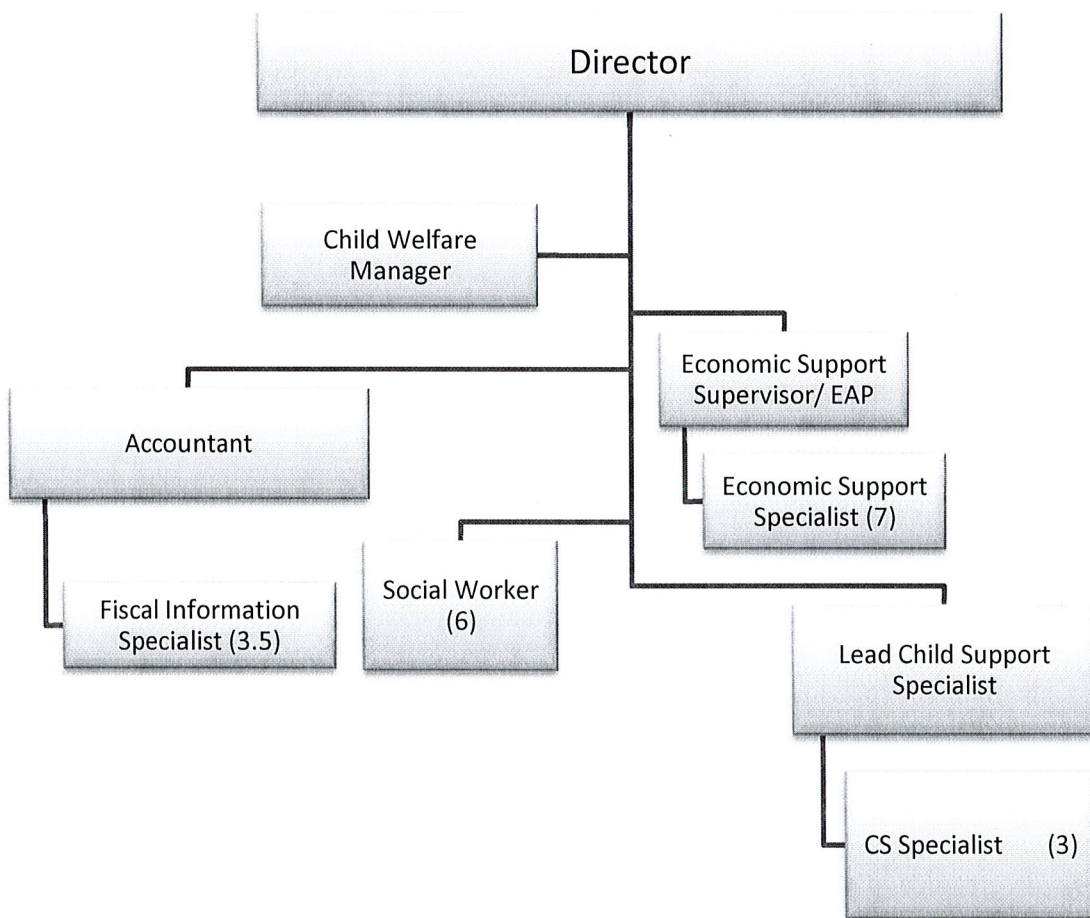 Director
Child Welfare
Manager
Economic Support
Supervisor/ EAP
Accountant
Economic Support
Specialist (7)
Social Worker
(6)
Fiscal Information
Specialist (3.5)
Lead Child Support
Specialist
CS Specialist (3)